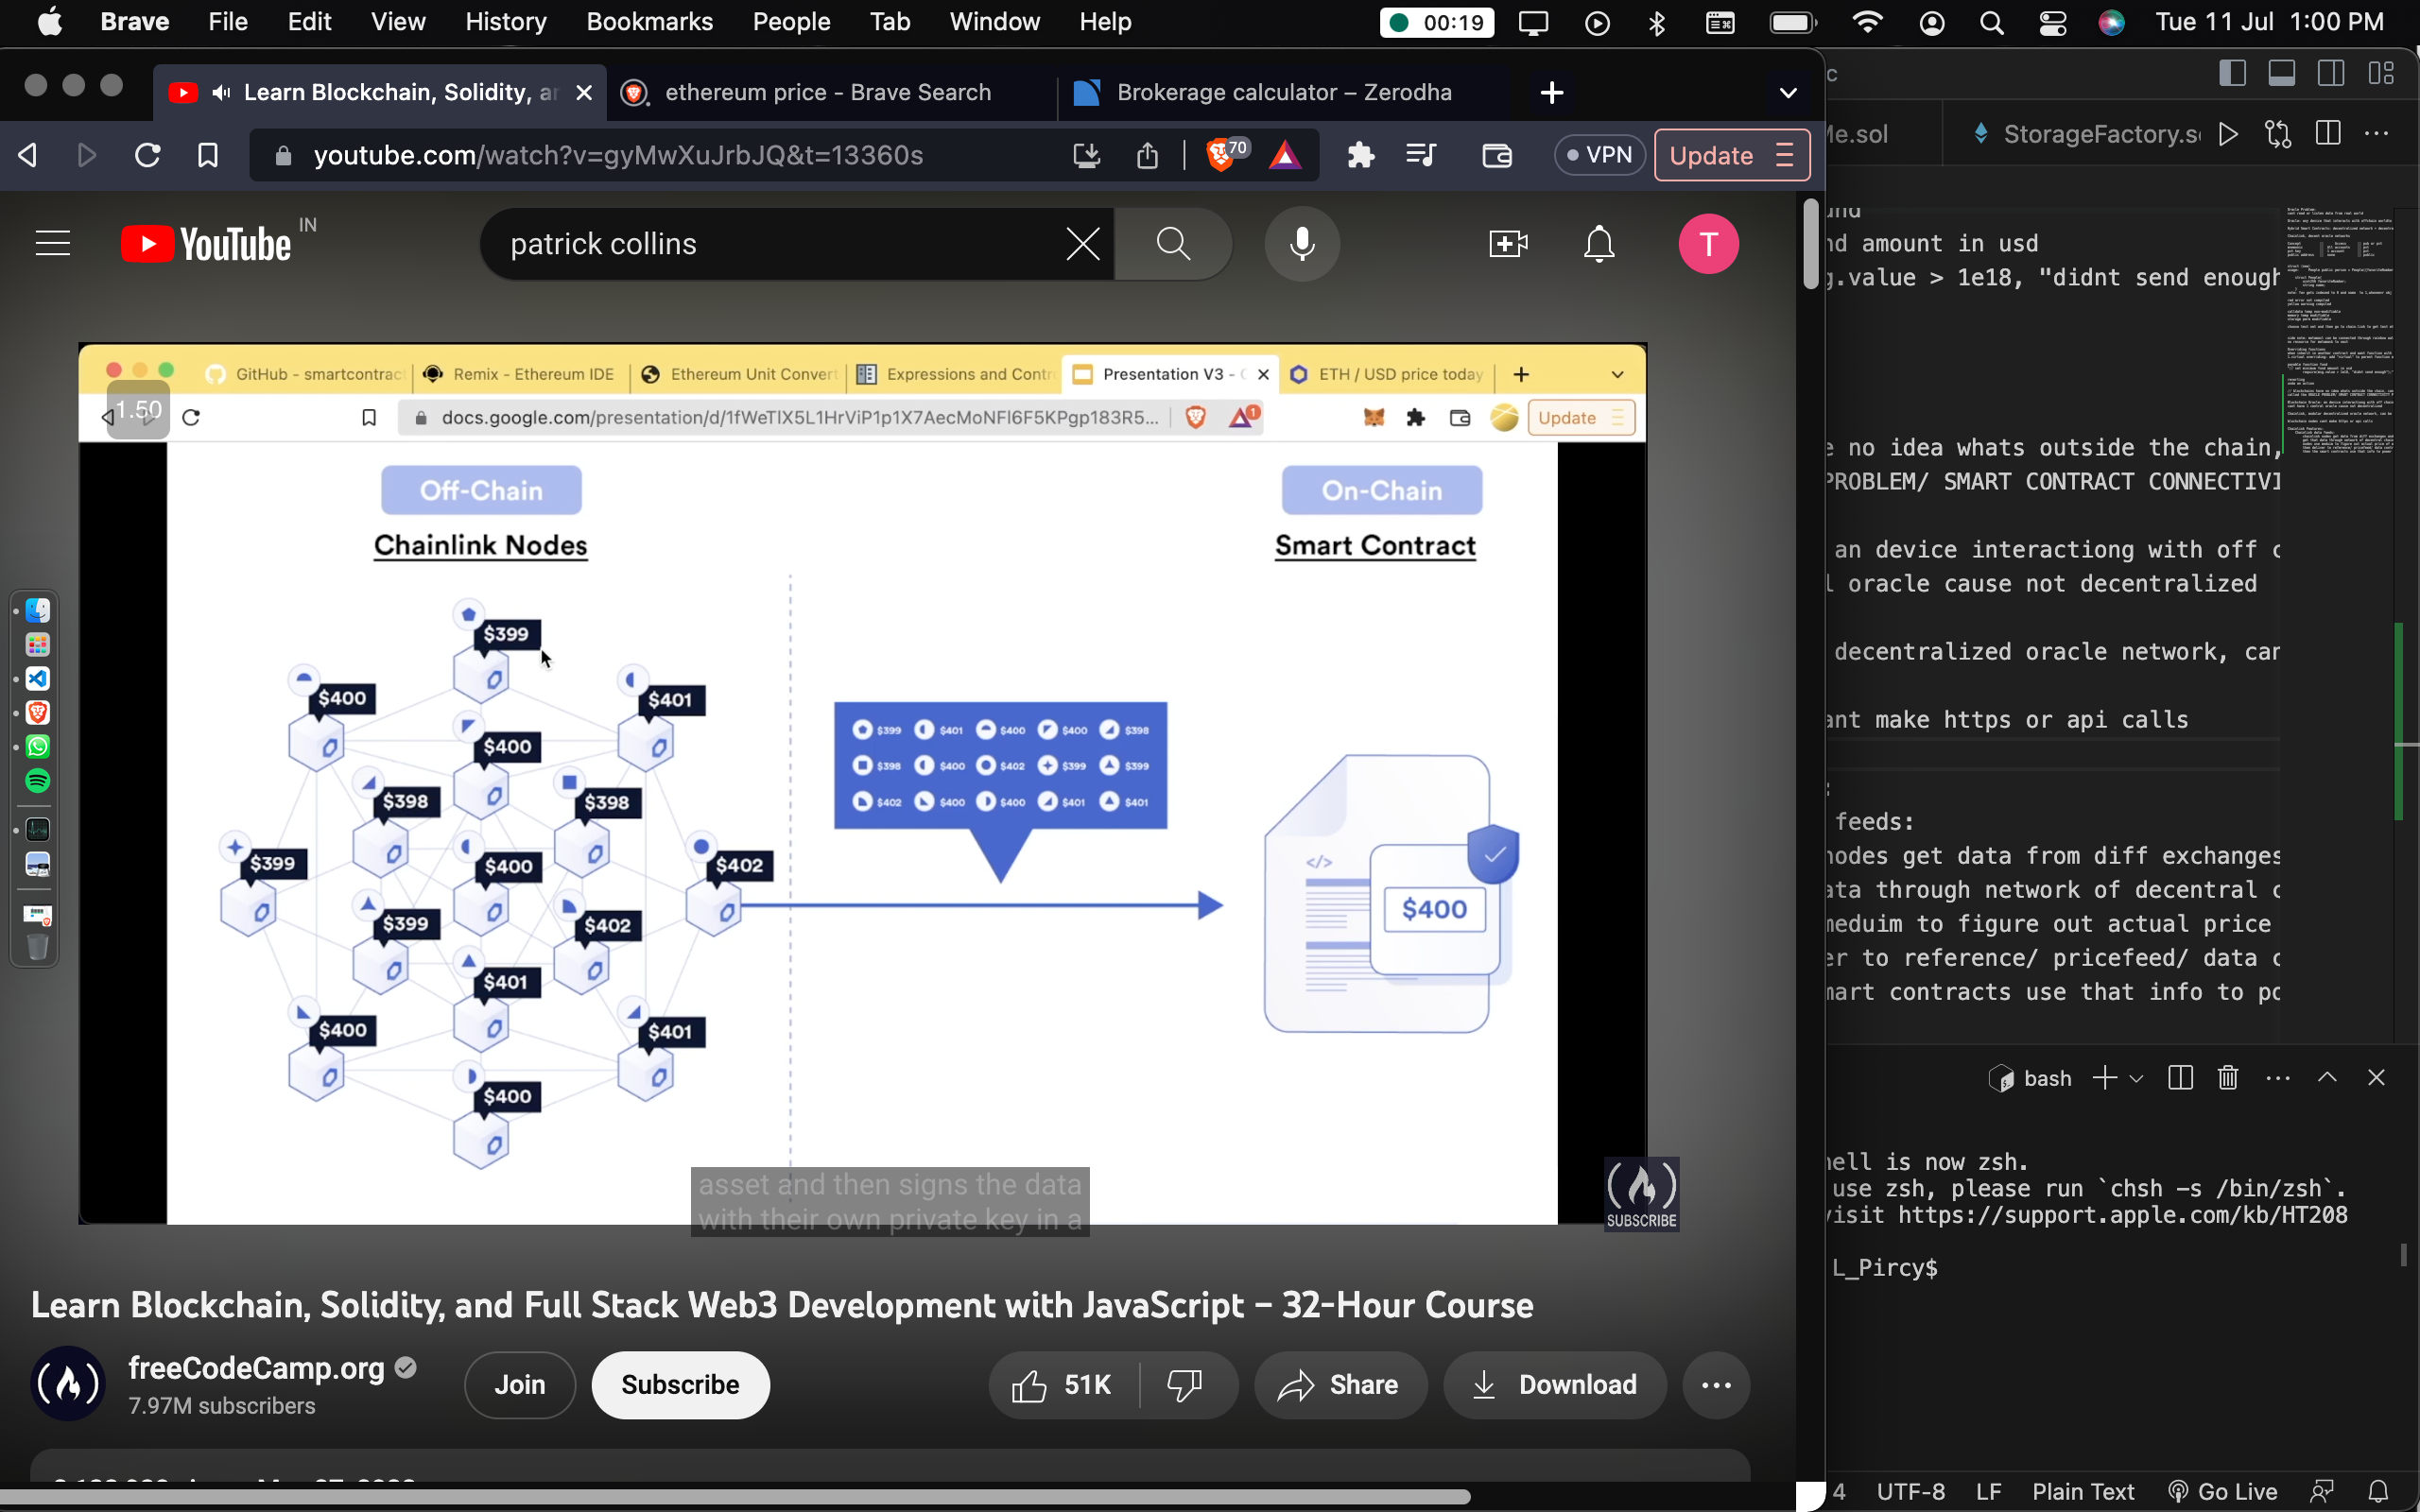 Brave File Edit View History Bookmarks People Tab Window Help 00:19 Tue 11 Jul 1:00 PM
Learn Blockchain, Solidity, ar ethereum price - Brave Search Brokerage calculator – Zerodha
youtube.com/watch?v=gyMwXuJrbJQ&t=13360s 70 VPN Update
YouTube IN patrick collins T
GitHub - smartcontract Remix - Ethereum IDE Ethereum Unit Convert Expressions and Contr Presentation V3 - ETH / USD price today
1.50 docs.google.com/presentation/d/1fWeTIX5L1HrViP1p1X7AecMoNFI6F5KPgp183R5... 1 Update
Off-Chain On-Chain
Chainlink Nodes Smart Contract
$399
$400 $401
$400
$398 $398
$399 $400 $402
$399 $402
$401
$400 $401
$400
$399 $401 $400 $400 $398
$398 $400 $402 $399 $399
$402 $400 $400 $401 $401
</>
$400
asset and then signs the data
with their own private key in a
SUBSCRIBE
Learn Blockchain, Solidity, and Full Stack Web3 Development with JavaScript – 32-Hour Course
freeCodeCamp.org
7.97M subscribers
Join Subscribe 51K Share Download
Me.sol StorageFactory.s
nd amount in usd
g.value > 1e18, "didnt send enough
e no idea whats outside the chain,
PROBLEM/ SMART CONTRACT CONNECTIVI
an device interactiong with off c
l oracle cause not decentralized
decentralized oracle network, can
ant make https or api calls
:
feeds:
nodes get data from diff exchanges
ata through network of decentral c
meduim to figure out actual price
er to reference/ pricefeed/ data c
mart contracts use that info to po
bash
hell is now zsh.
use zsh, please run `chsh -s /bin/zsh`.
visit https://support.apple.com/kb/HT208
L_Pircy$
4 UTF-8 LF Plain Text Go Live